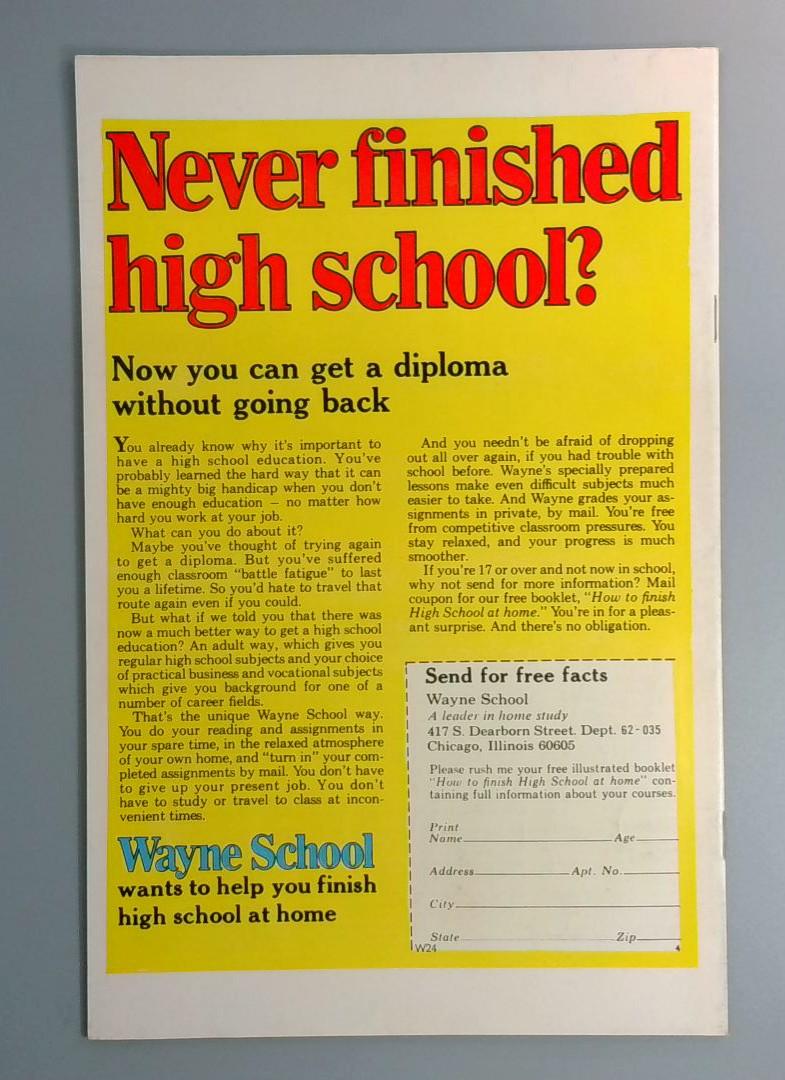 Never finished
high school?
Now you can get a diploma
without going back
You already know why it's important to
have a high school education. You've
probably learned the hard way that it can
be a mighty big handicap when you don't
have enough education – no matter how
hard you work at your job.
What can you do about it?
Maybe you've thought of trying again
to get a diploma. But you've suffered
enough classroom "battle fatigue" to last
you a lifetime. So you'd hate to travel that
route again even if you could.
But what if we told you that there was
now a much better way to get a high school
education? An adult way, which gives you
regular high school subjects and your choice
of practical business and vocational subjects
which give you background for one of a
number of career fields.
That's the unique Wayne School way.
You do your reading and assignments in
your spare time, in the relaxed atmosphere
of your own home, and "turn in" your com-
pleted assignments by mail. You don't have
to give up your present job. You don't
have to study or travel to class at incon-
venient times.
Wayne School
wants to help you finish
high school at home
And you needn't be afraid of dropping
out all over again, if you had trouble with
school before. Wayne's specially prepared
lessons make even difficult subjects much
easier to take. And Wayne grades your as-
signments in private, by mail. You're free
from competitive classroom pressures. You
stay relaxed, and your progress is much
smoother.
If you're 17 or over and not now in school,
why not send for more information? Mail
coupon for our free booklet, "How to finish
High School at home." You're in for a pleas-
ant surprise. And there's no obligation.
Send for free facts
Wayne School
A leader in home study
417 S. Dearborn Street. Dept. 62-035
Chicago, Illinois 60605
Please rush me your free illustrated booklet
"How to finish High School at home" con-
taining full information about your courses.
Print
Name Age
Address Apt. No.
City
State Zip
W24 4